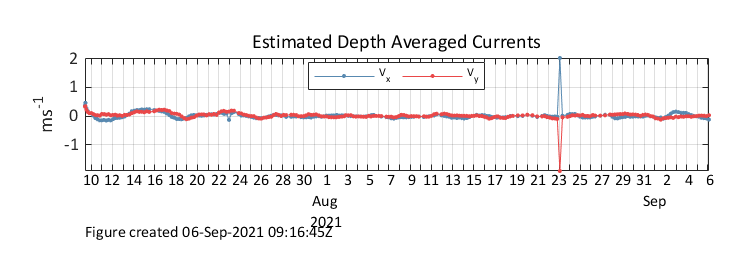 Estimated Depth Averaged Currents
Vx Vy
ms-1
2
1
0
-1
10 12 14 16 18 20 22 24 26 28 30 1 3 5 7 9 11 13 15 17 19 21 23 25 27 29 31 2 4 6
Aug Sep
2021
Figure created 06-Sep-2021 09:16:45Z